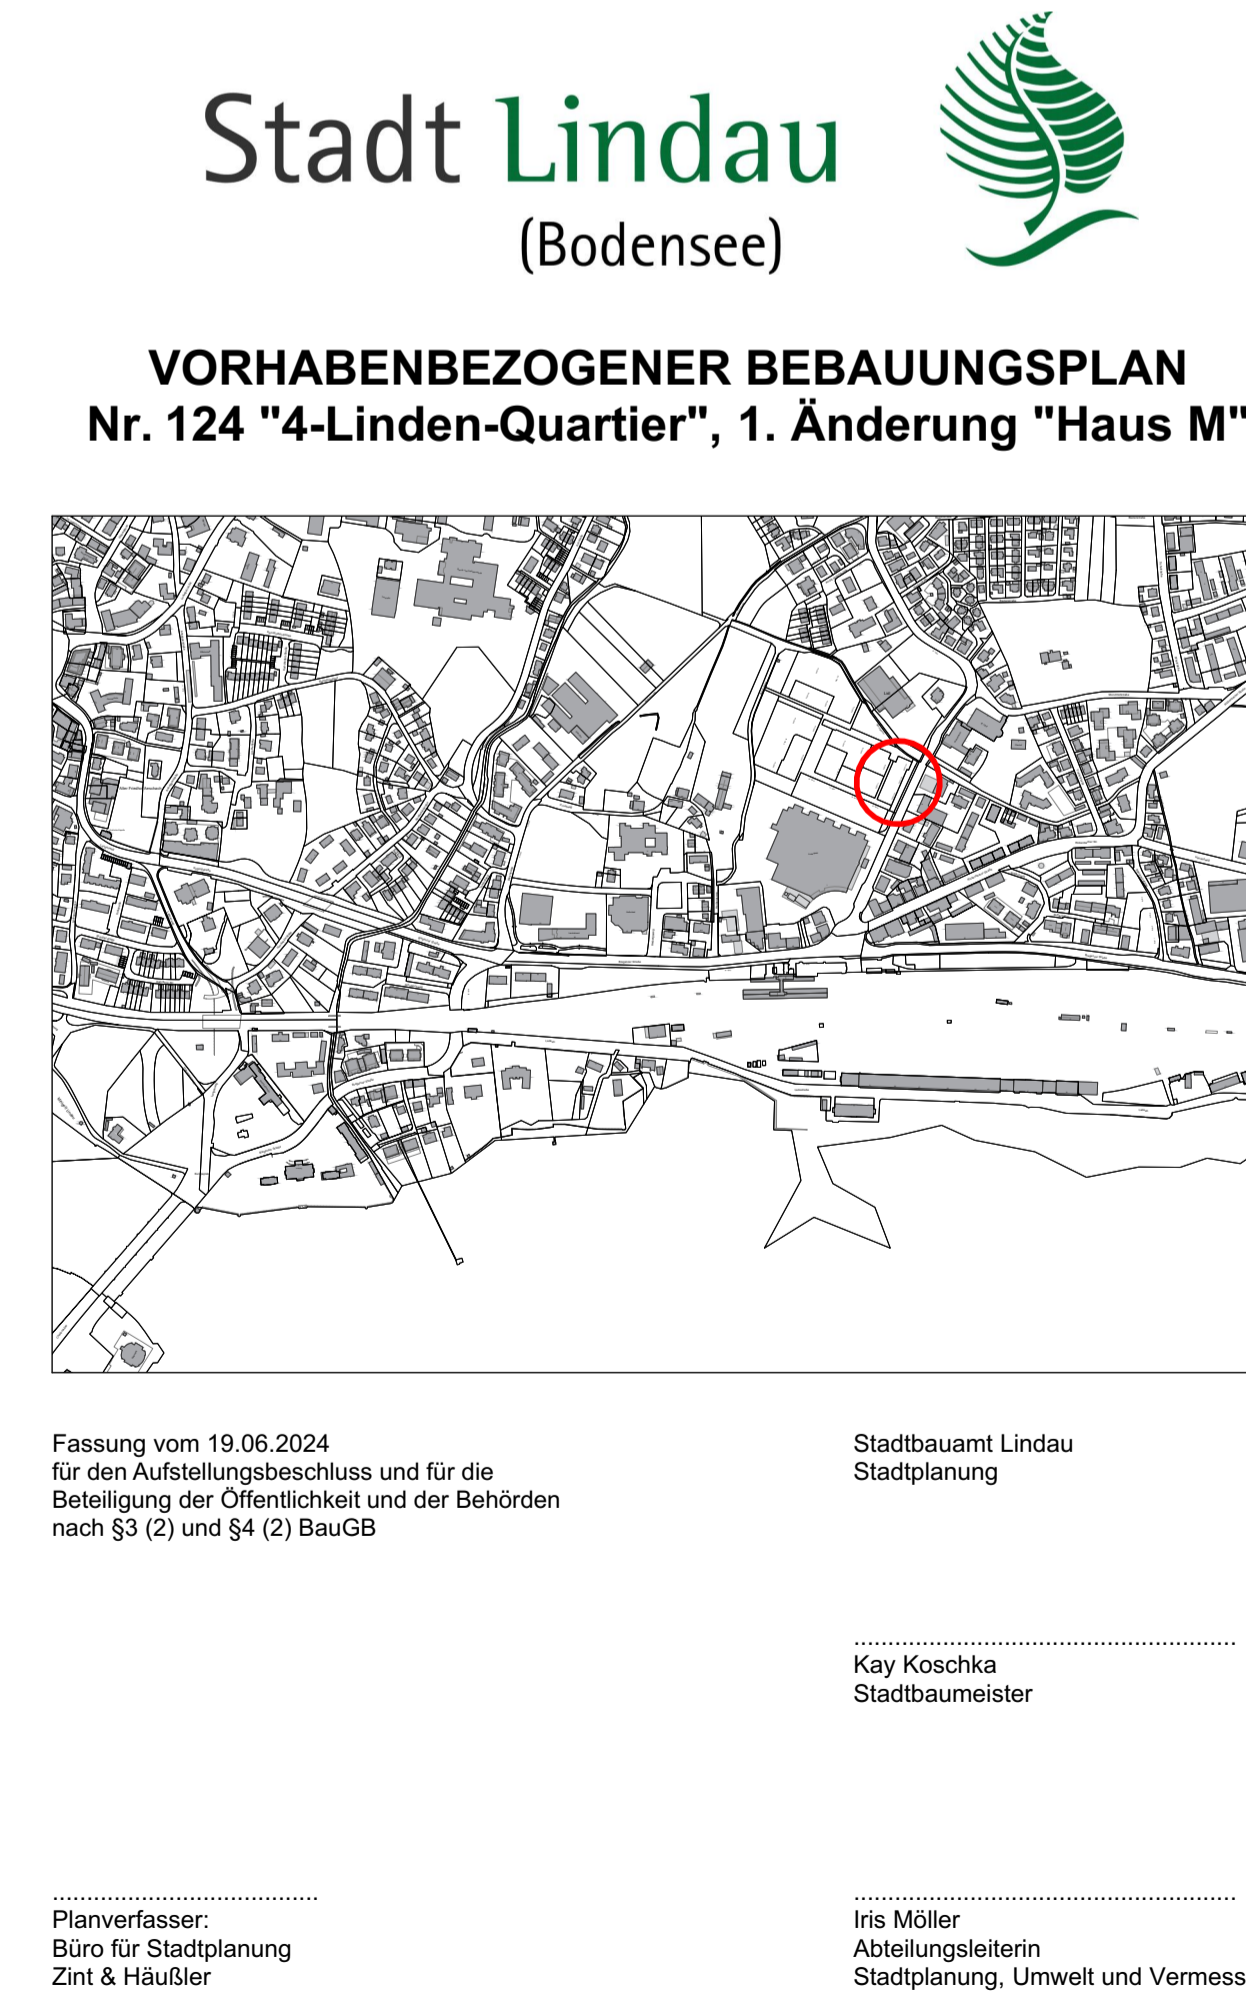 Stadt Lindau
(Bodensee)
VORHABENBEZOGENER BEBAUUNGSPLAN
Nr. 124 "4-Linden-Quartier", 1. Änderung "Haus M"
Fassung vom 19.06.2024
für den Aufstellungsbeschluss und für die
Beteiligung der Öffentlichkeit und der Behörden
nach §3 (2) und §4 (2) BauGB
Stadtbauamt Lindau
Stadtplanung
.......................................................
Kay Koschka
Stadtbaumeister
......................................
Planverfasser:
Büro für Stadtplanung
Zint & Häußler
.......................................................
Iris Möller
Abteilungsleiterin
Stadtplanung, Umwelt und Vermess